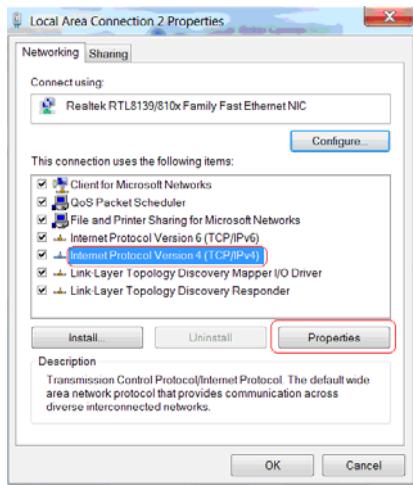 Local Area Connection 2 Properties
Networking Sharing
Connect using:
Realtek RTL8139/810x Family Fast Ethernet NIC
Configure...
This connection uses the following items:
Client for Microsoft Networks
QoS Packet Scheduler
File and Printer Sharing for Microsoft Networks
Internet Protocol Version 6 (TCP/IPv6)
Internet Protocol Version 4 (TCP/IPv4)
Link-Layer Topology Discovery Mapper I/O Driver
Link-Layer Topology Discovery Responder
Install... Uninstall Properties
Description
Transmission Control Protocol/Internet Protocol. The default wide
area network protocol that provides communication across
diverse interconnected networks.
OK Cancel